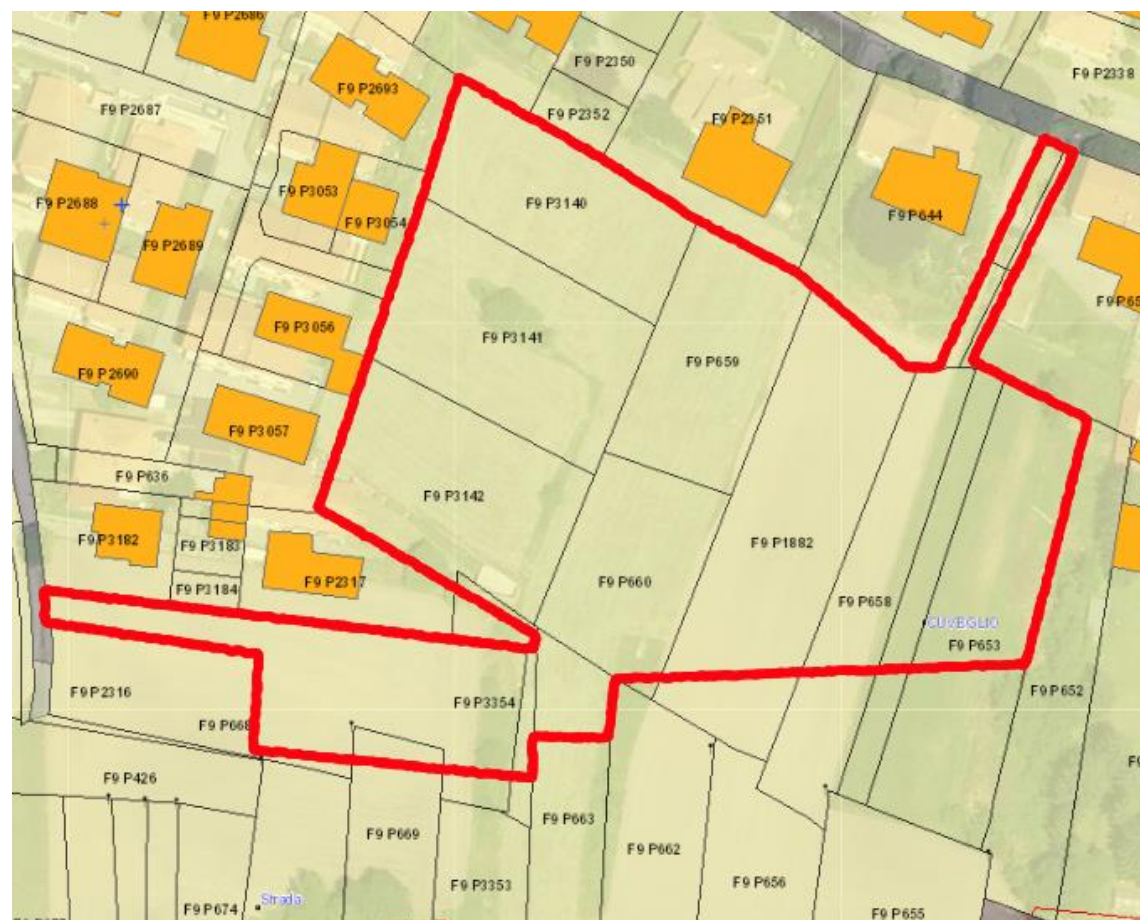 F9 P2686
F9 P2350
F9 P2338
F9 P2693
F9 P2687
F9 P2352
F9 P2351
F9 P3053
F9 P2688
F9 P3140
F9 P644
F9 P3054
F9 P2689
F9 P3056
F9 P3141
F9 P659
F9 P2690
F9 P3057
F9 P636
F9 P3142
F9 P3182
F9 P3183
F9 P1882
F9 P2317
F9 P660
F9 P3184
F9 P658
CUVEGLIO
F9 P653
F9 P2316
F9 P3354
F9 P652
F9 P668
F9 P426
F9 P669
F9 P663
F9 P662
F9 P3353
F9 P656
Strada
F9 P674
F9 P655